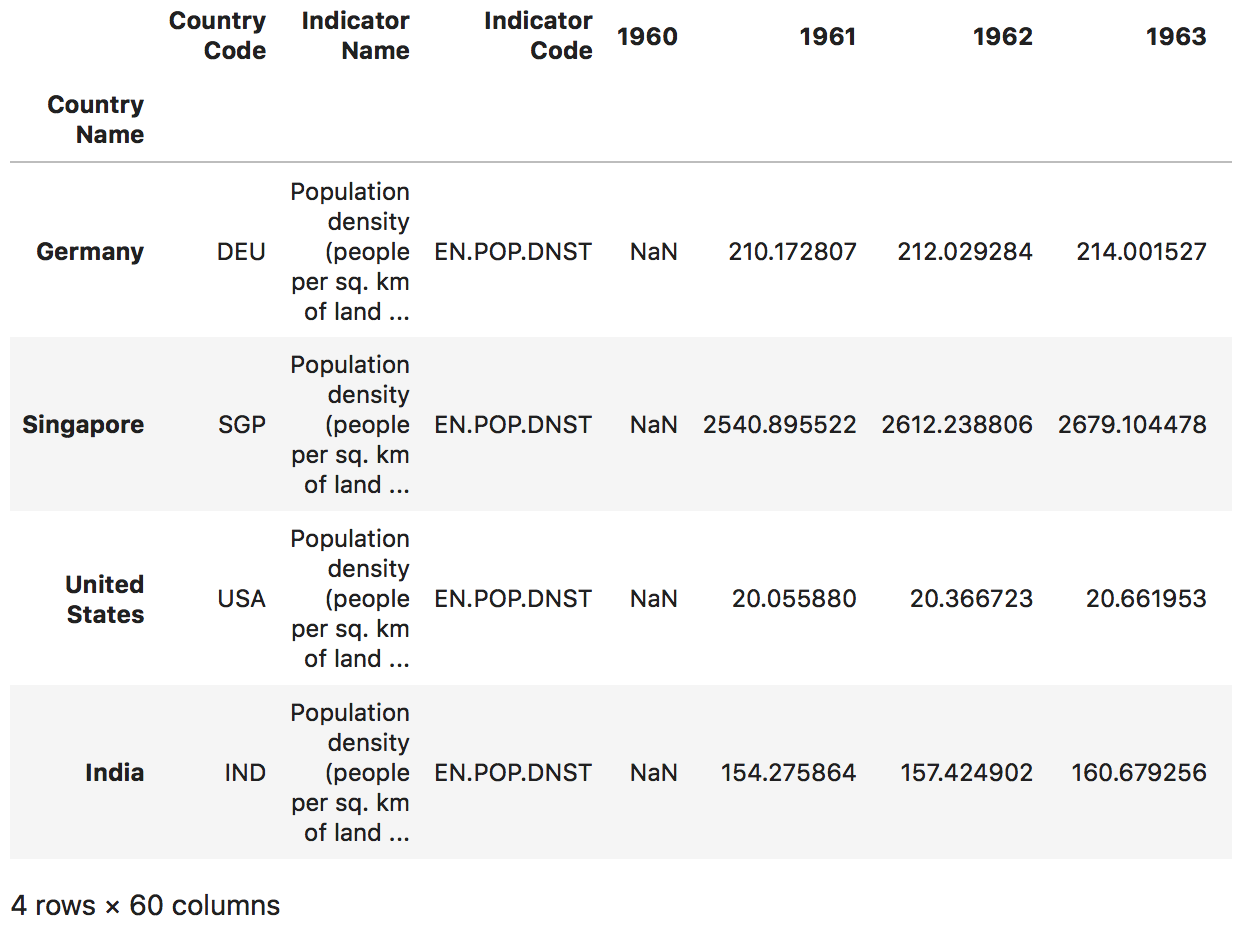 Country Code Indicator Name Indicator Code 1960 1961 1962 1963
Country Name
Germany DEU Population density (people per sq. km of land ... EN.POP.DNST NaN 210.172807 212.029284 214.001527
Singapore SGP Population density (people per sq. km of land ... EN.POP.DNST NaN 2540.895522 2612.238806 2679.104478
United States USA Population density (people per sq. km of land ... EN.POP.DNST NaN 20.055880 20.366723 20.661953
India IND Population density (people per sq. km of land ... EN.POP.DNST NaN 154.275864 157.424902 160.679256
4 rows × 60 columns